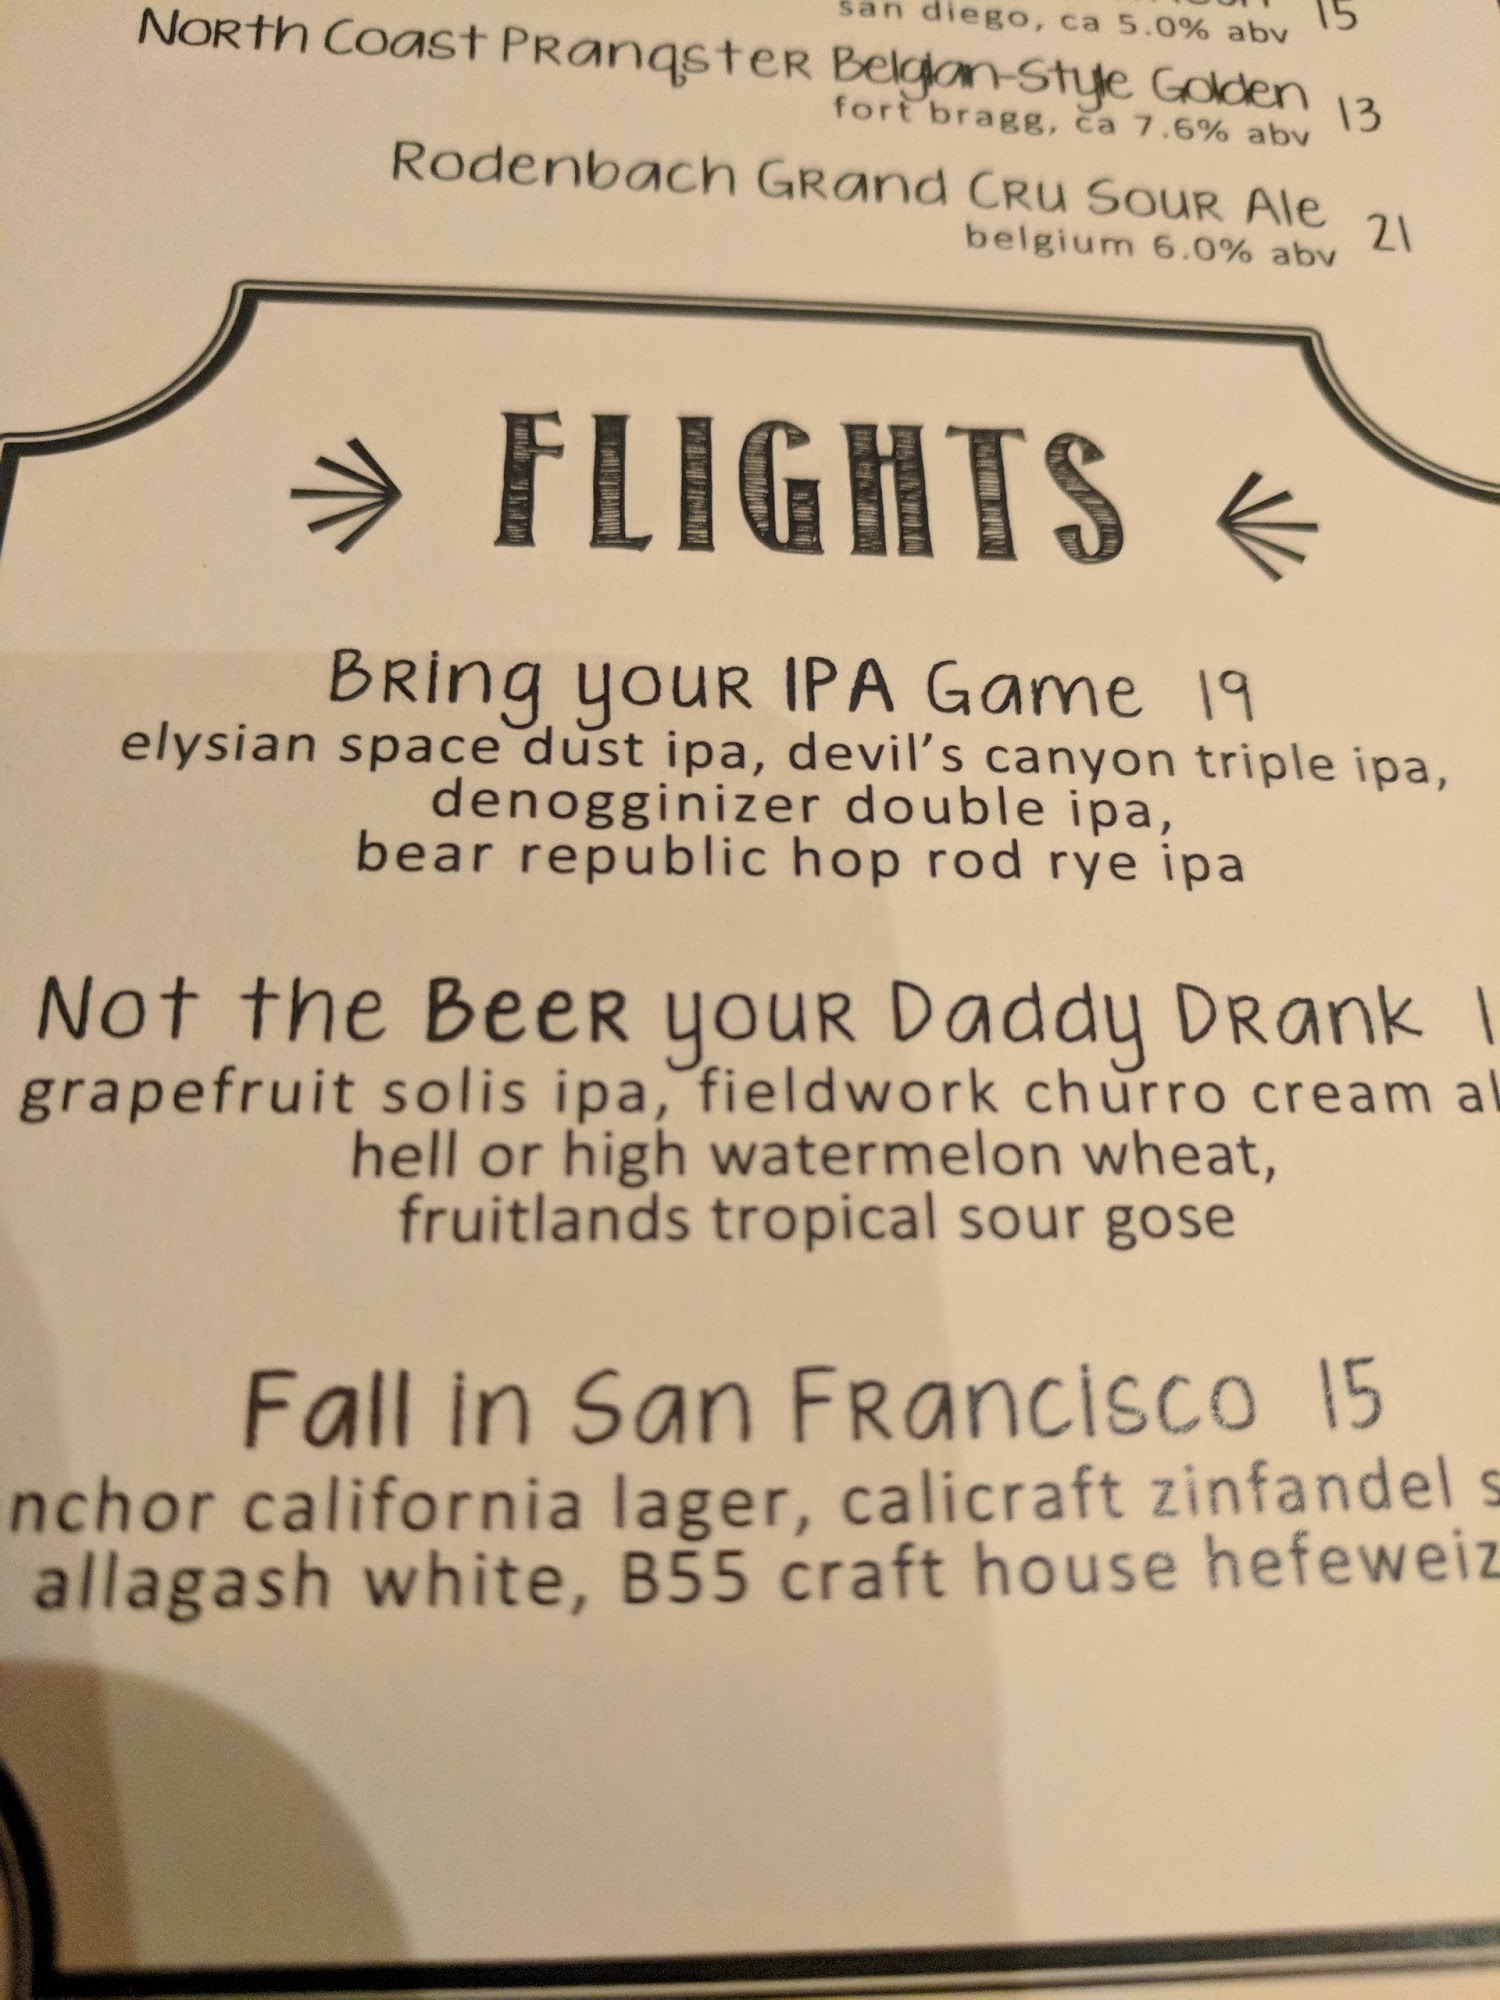 san diego, ca 5.0% abv 15
North Coast Pranqster Belgian-Style Golden
fort bragg, ca 7.6% abv 13
Rodenbach Grand Cru Sour Ale
belgium 6.0% abv 21
FLIGHTS
Bring your IPA Game 19
elysian space dust ipa, devil's canyon triple ipa,
denogginizer double ipa,
bear republic hop rod rye ipa
Not the Beer your Daddy Drank 1
grapefruit solis ipa, fieldwork churro cream al
hell or high watermelon wheat,
fruitlands tropical sour gose
Fall in San Francisco 15
nchor california lager, calicraft zinfandel s
allagash white, B55 craft house hefeweiz